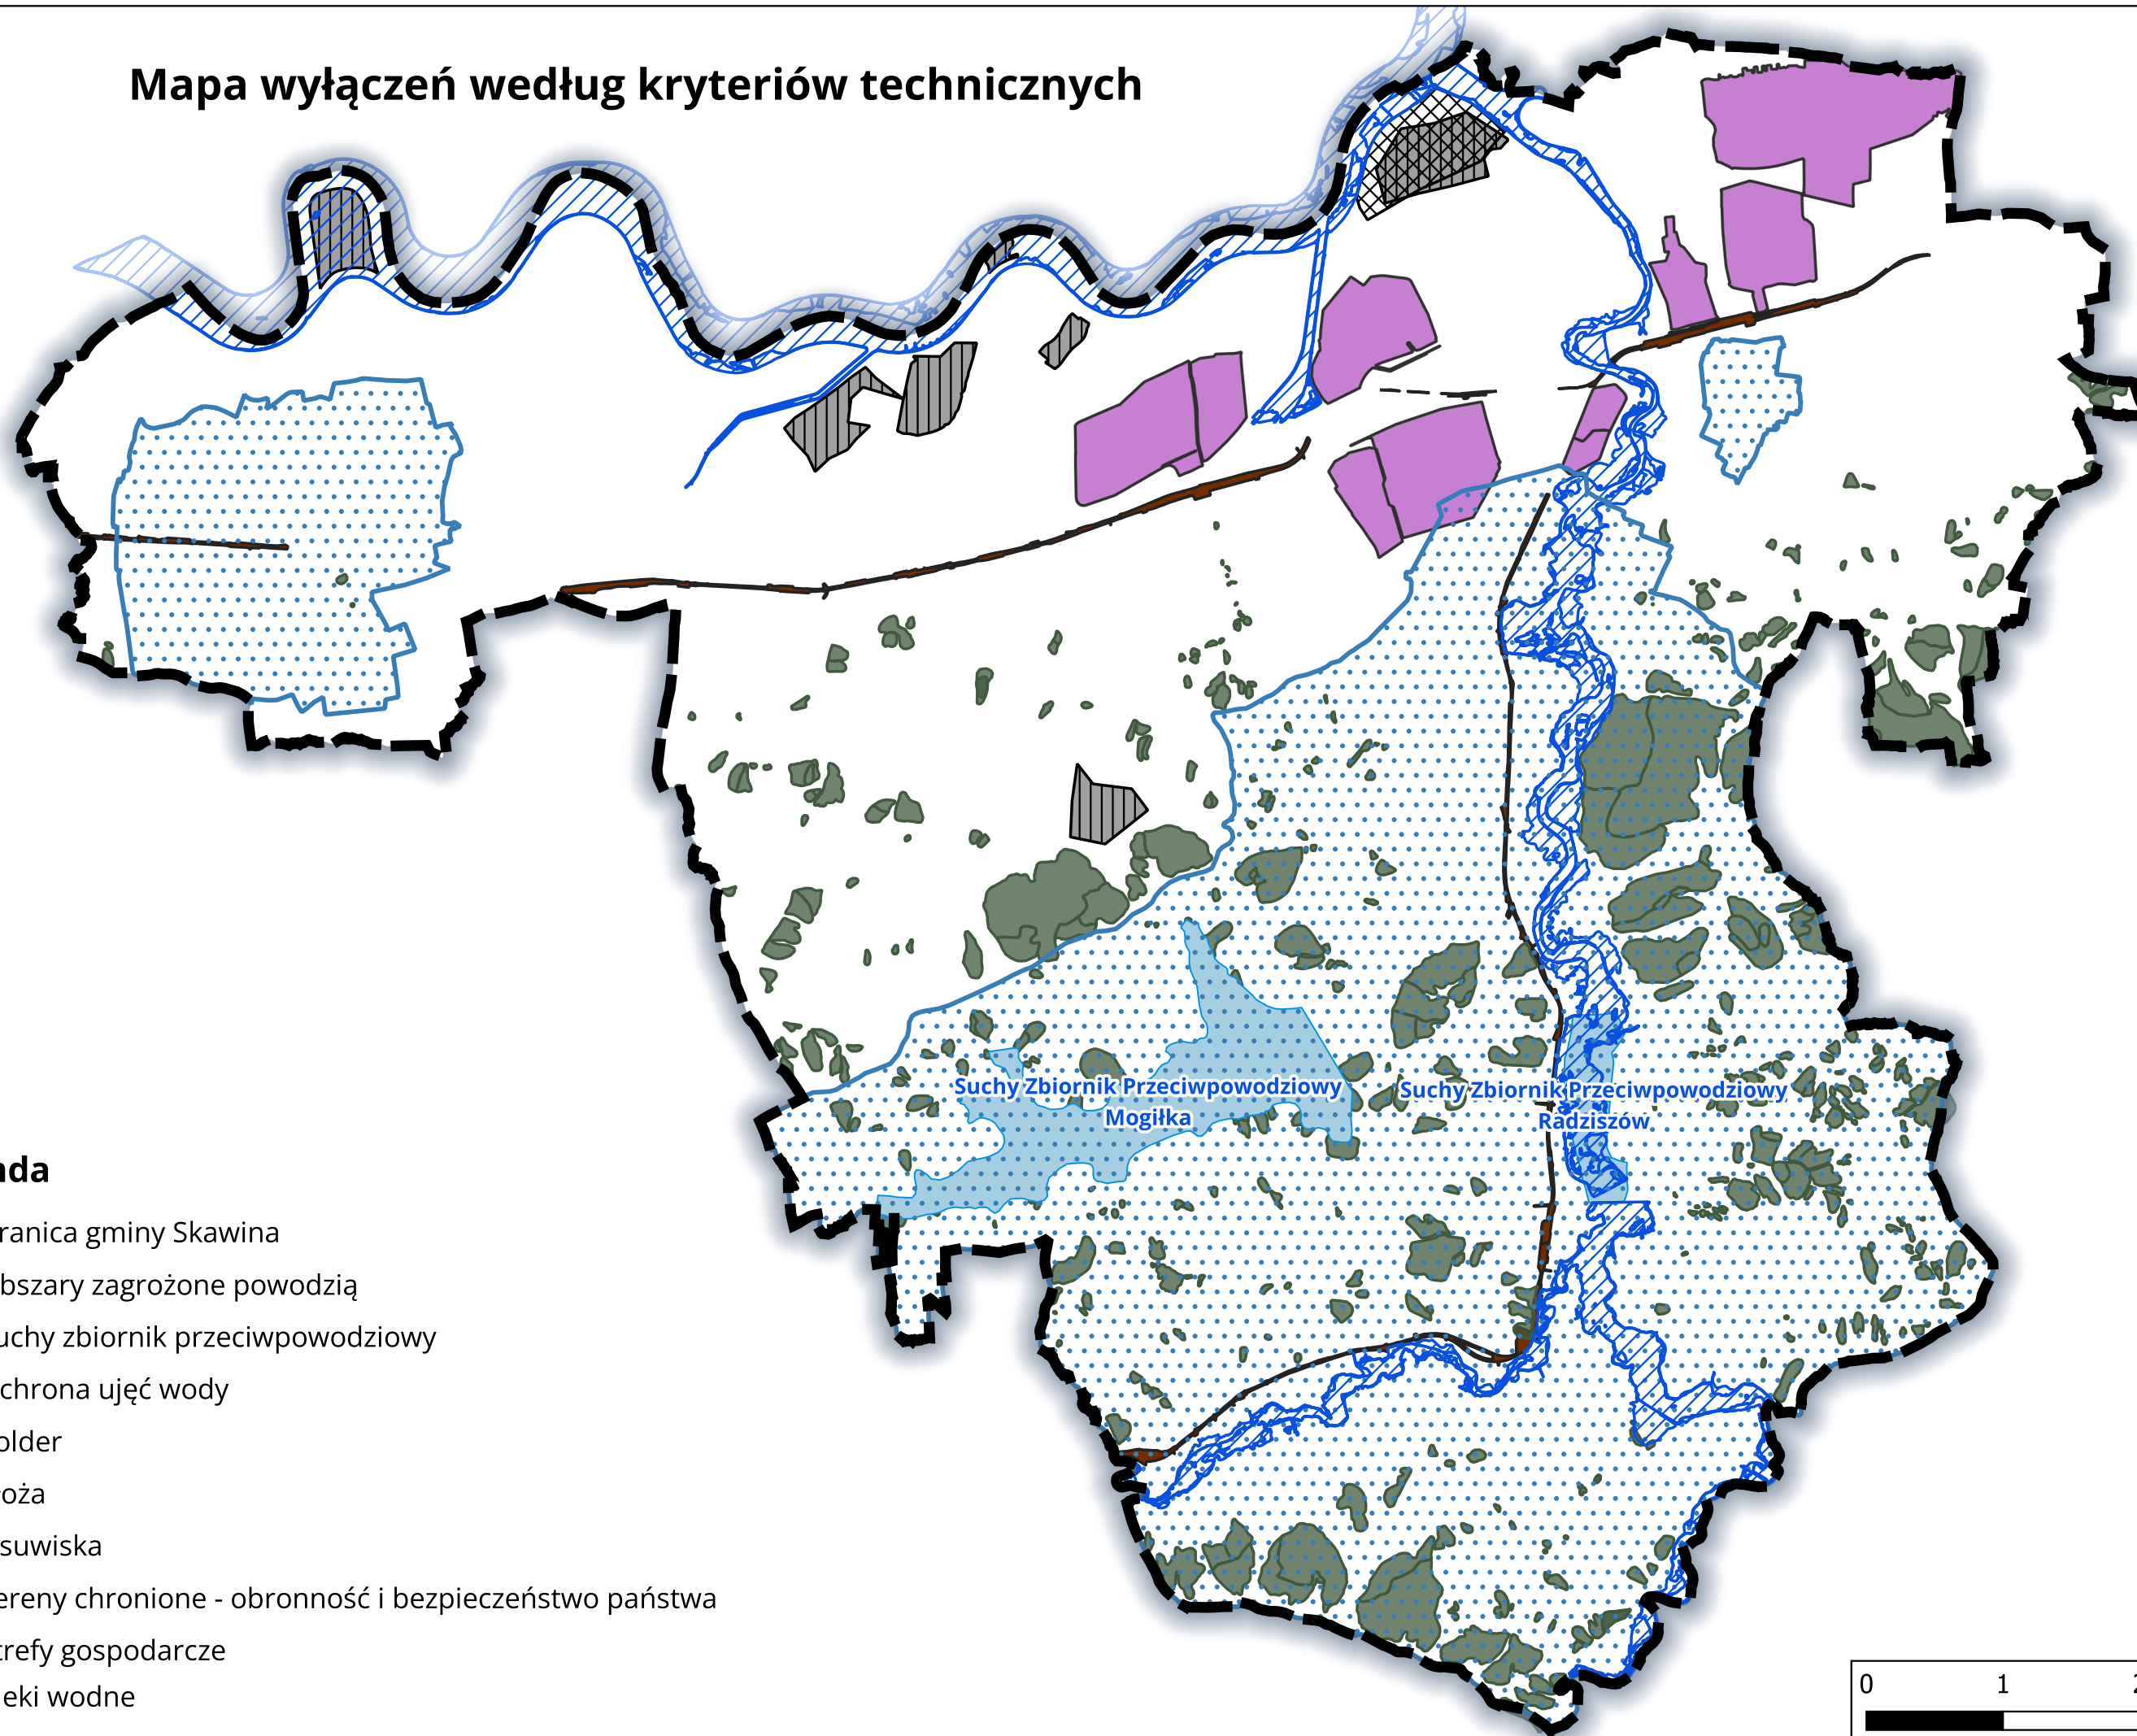 Mapa wyłączeń według kryteriów technicznych
Suchy Zbiornik Przeciwpowodziowy
Mogiłka
Suchy Zbiornik Przeciwpowodziowy
Radziszów
nda
ranica gminy Skawina
bszary zagrożone powodzią
uchy zbiornik przeciwpowodziowy
chrona ujęć wody
older
oża
suwiska
ereny chronione - obronność i bezpieczeństwo państwa
trefy gospodarcze
ieki wodne
0 1 2